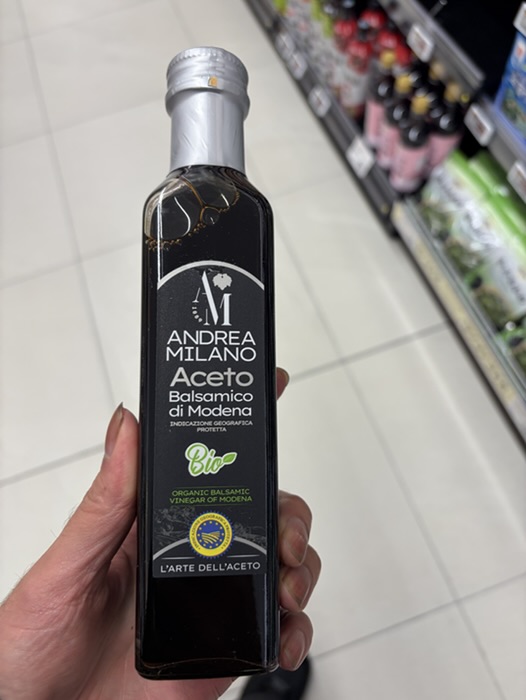 AM
ANDREA
MILANO
Aceto
Balsamico
di Modena
INDICAZIONE GEOGRAFICA
PROTETTA
Bio
ORGANIC BALSAMIC
VINEGAR OF MODENA
L'ARTE DELL'ACETO